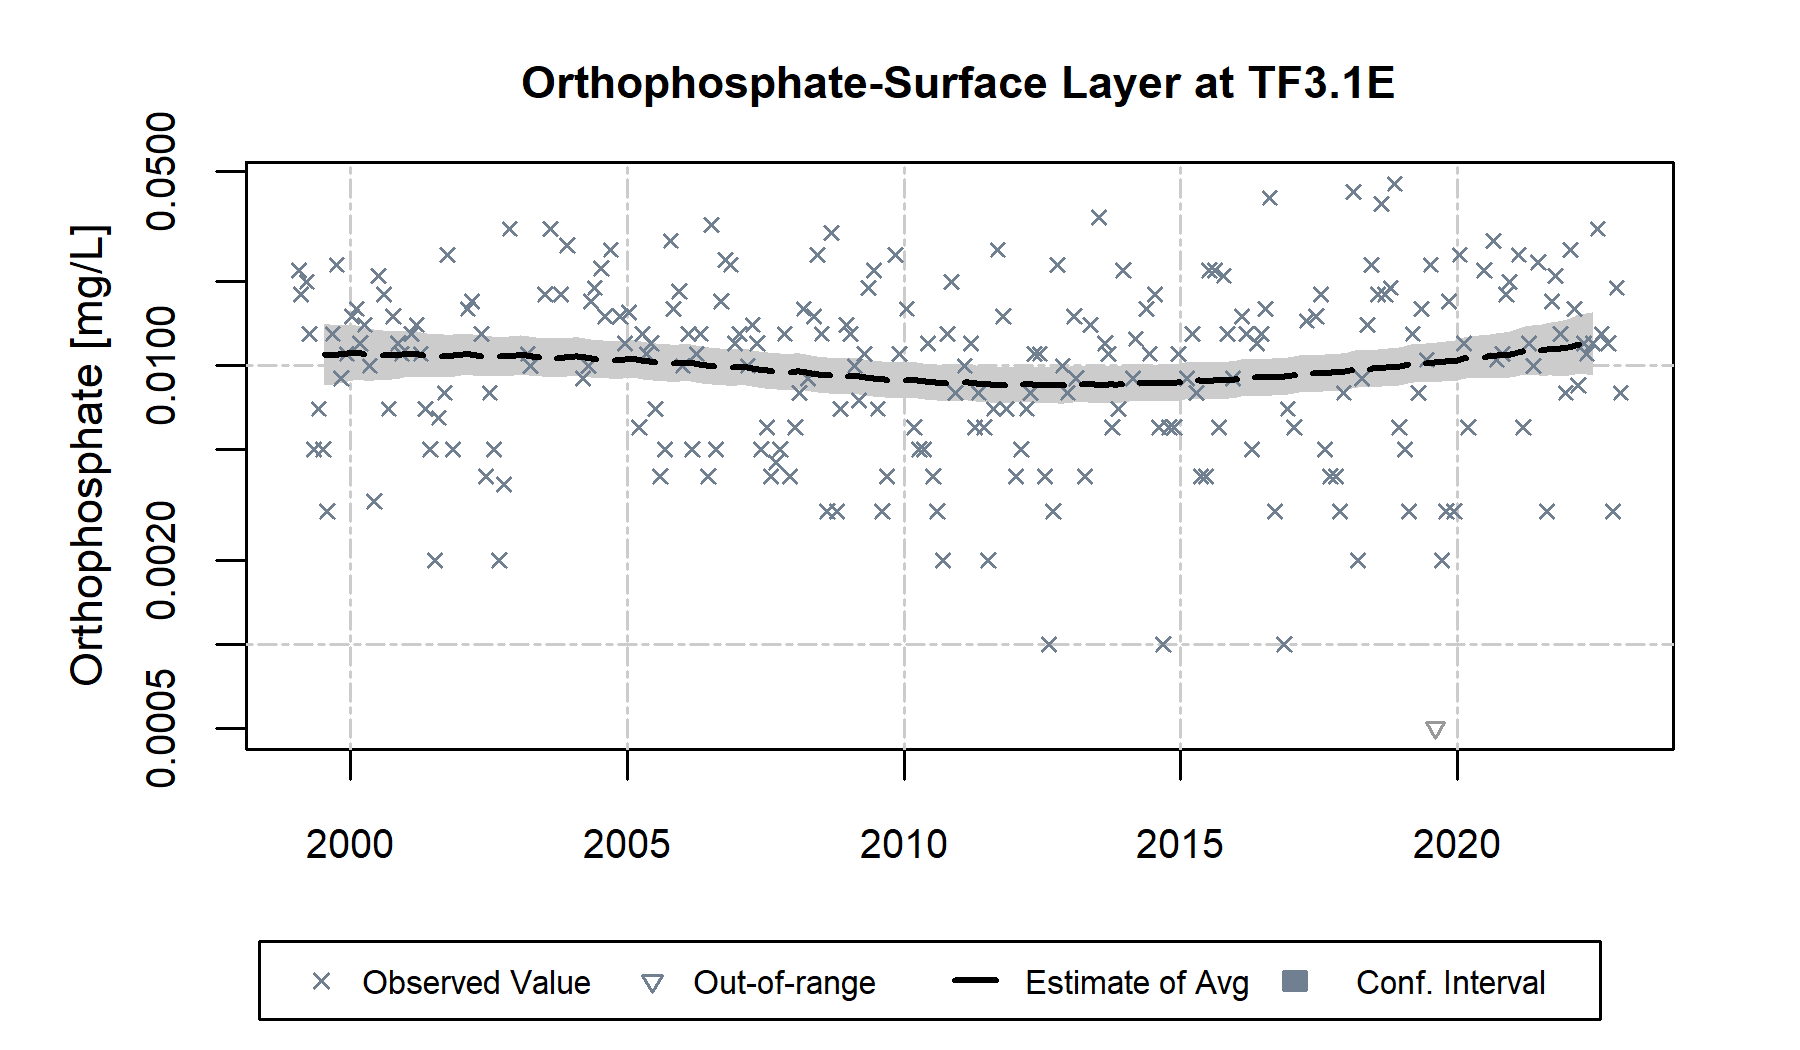 Orthophosphate-Surface Layer at TF3.1E
Orthophosphate [mg/L]
0.0500
0.0100
0.0020
0.0005
2000 2005 2010 2015 2020
Observed Value Out-of-range Estimate of Avg Conf. Interval